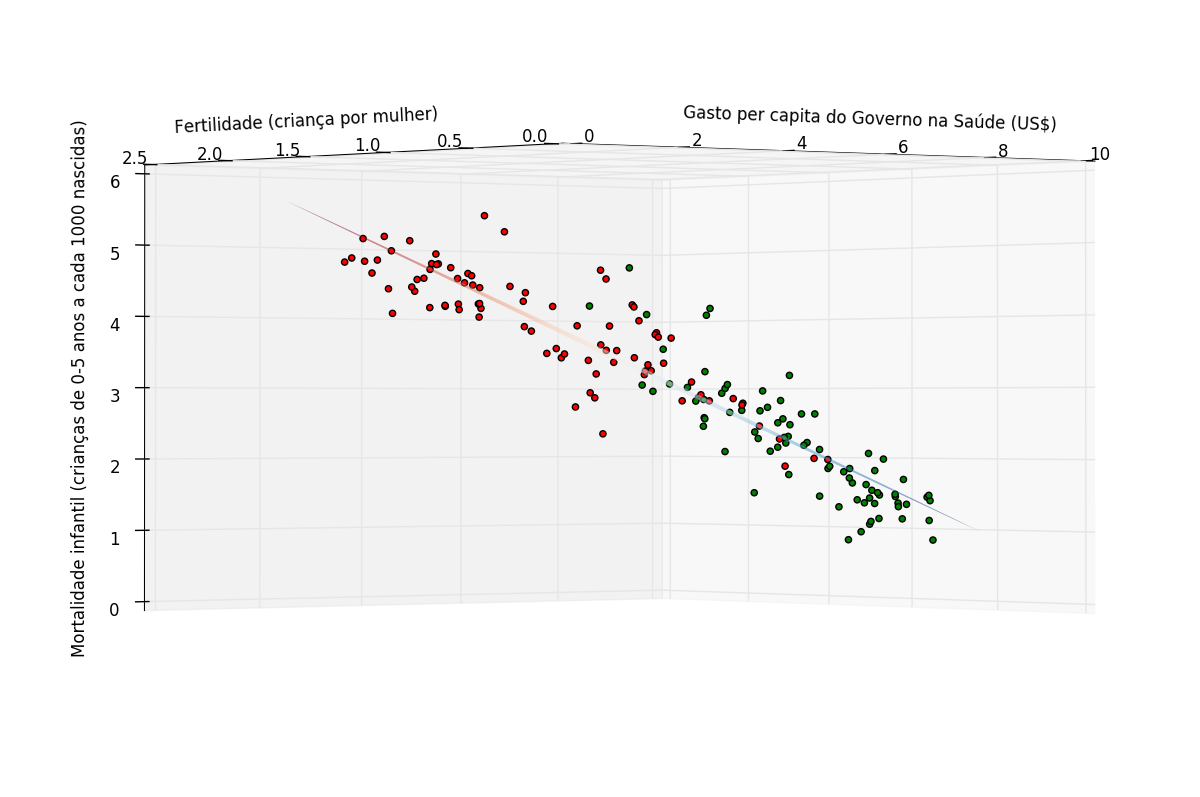 Fertilidade (criança por mulher)
Gasto per capita do Governo na Saúde (US$)
2.5 2.0 1.5 1.0 0.5 0.0 0 2 4 6 8 10
Mortalidade infantil (crianças de 0-5 anos a cada 1000 nascidas)
6
5
4
3
2
1
0